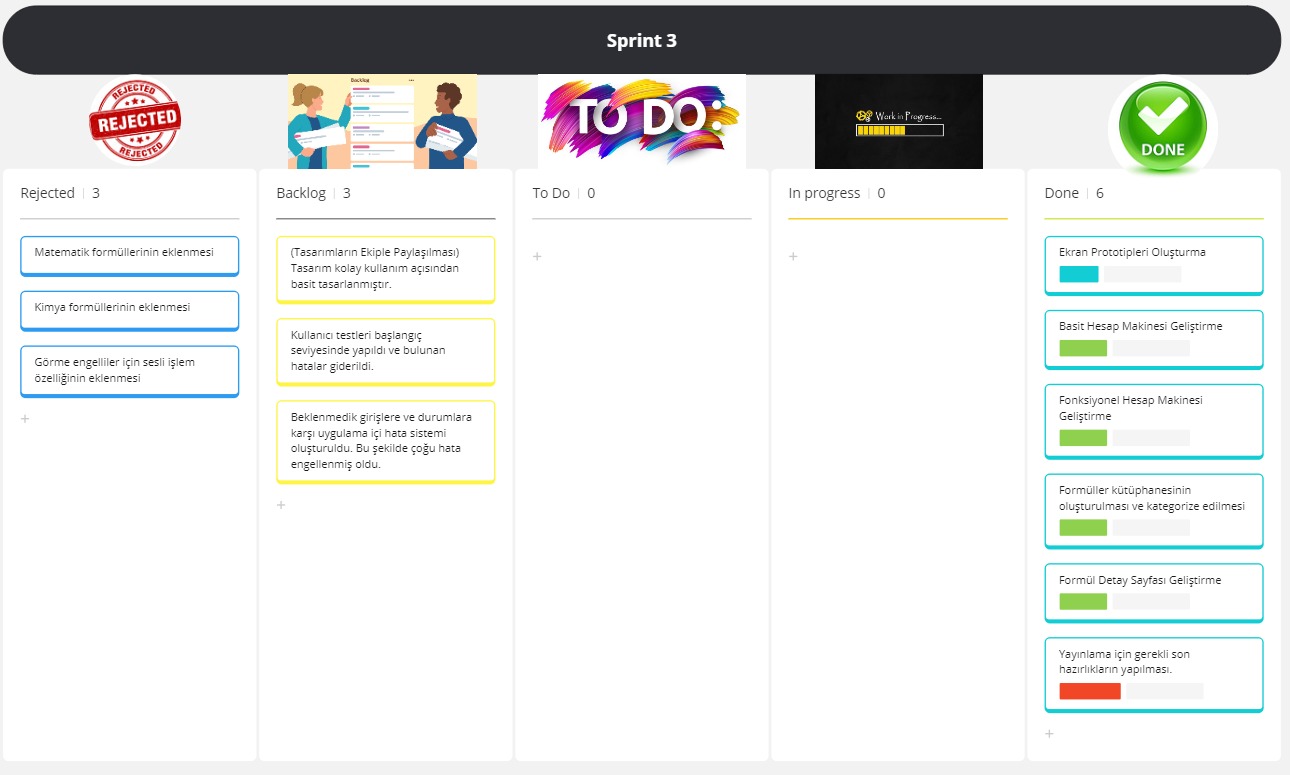 Sprint 3
REJECTED
REJECTED
REJECTED
Backlog
TO DO:
Work in Progress...
DONE
Rejected | 3
Matematik formüllerinin eklenmesi
Kimya formüllerinin eklenmesi
Görme engelliler için sesli işlem
özelliğinin eklenmesi
+
Backlog | 3
(Tasarımların Ekiple Paylaşılması)
Tasarım kolay kullanım açısından
basit tasarlanmıştır.
Kullanıcı testleri başlangıç
seviyesinde yapıldı ve bulunan
hatalar giderildi.
Beklenmedik girişlere ve durumlara
karşı uygulama içi hata sistemi
oluşturuldu. Bu şekilde çoğu hata
engellenmiş oldu.
+
To Do | 0
+
In progress | 0
+
Done | 6
Ekran Prototipleri Oluşturma
Basit Hesap Makinesi Geliştirme
Fonksiyonel Hesap Makinesi
Geliştirme
Formüller kütüphanesinin
oluşturulması ve kategorize edilmesi
Formül Detay Sayfası Geliştirme
Yayınlama için gerekli son
hazırlıkların yapılması.
+